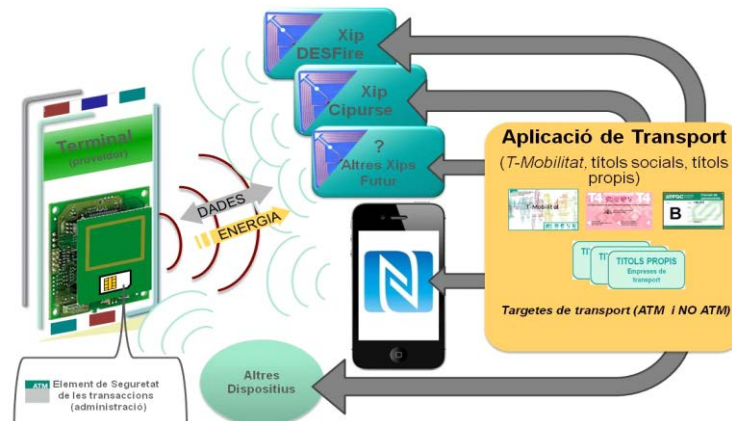 Xip
DESFire
Xip
Cipurse
?
Altres Xips
Futur
Terminal
(proveïdor)
DADES
ENERGIA
Aplicació de Transport
(T-Mobilitat, títols socials, títols
propis)
T-Mobilitat
T4
T4
B
TITOLS PROPIS
Empreses de
transport
Targetes de transport (ATM i NO ATM)
Altres
Dispositius
ATM
Element de Seguretat
de les transaccions
(administració)